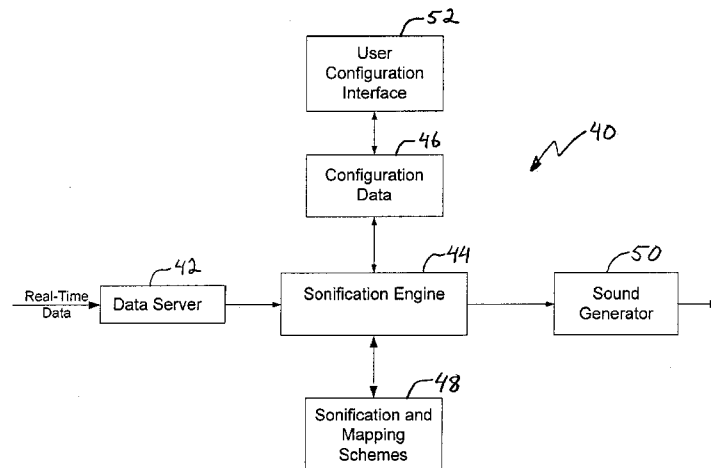 52
User
Configuration
Interface
46
40
Configuration
Data
42
44
50
Real-Time
Data
Data Server
Sonification Engine
Sound
Generator
48
Sonification and
Mapping
Schemes